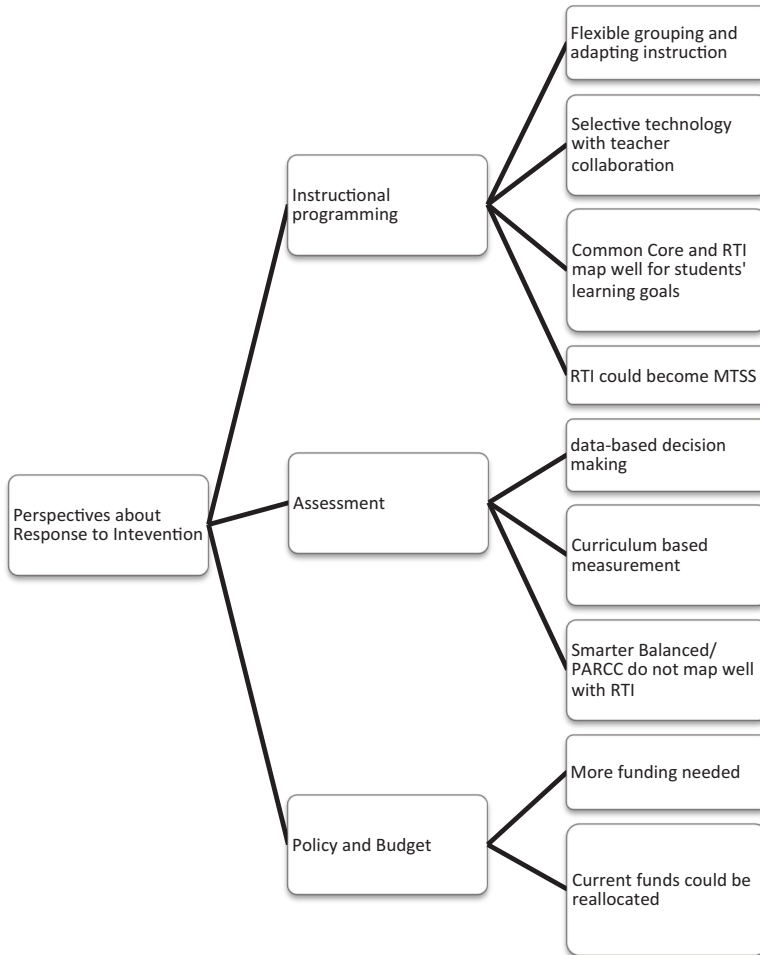 Perspectives about
Response to Intevention
Instructional
programming
Flexible grouping and
adapting instruction
Selective technology
with teacher
collaboration
Common Core and RTI
map well for students'
learning goals
RTI could become MTSS
Assessment
data-based decision
making
Curriculum based
measurement
Smarter Balanced/
PARCC do not map well
with RTI
Policy and Budget
More funding needed
Current funds could be
reallocated